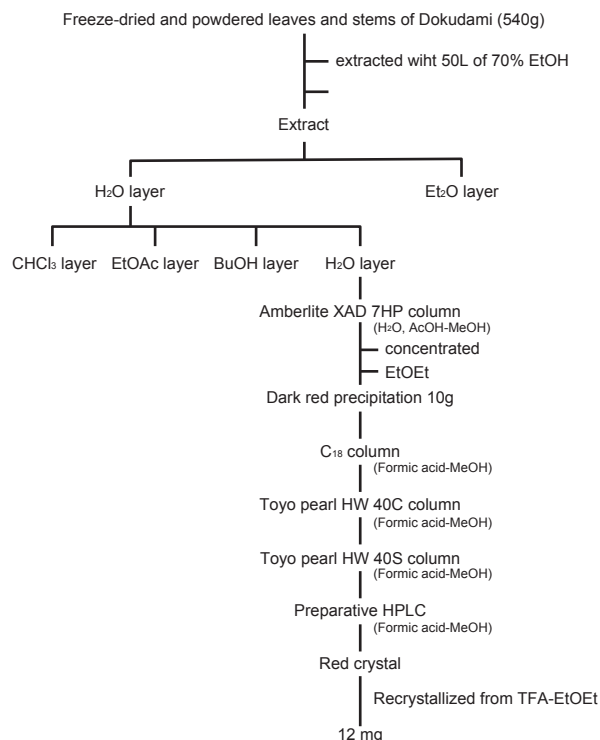 Freeze-dried and powdered leaves and stems of Dokudami (540g)
extracted wiht 50L of 70% EtOH
Extract
H₂O layer Et₂O layer
CHCl₃ layer EtOAc layer BuOH layer H₂O layer
Amberlite XAD 7HP column
(H₂O, AcOH-MeOH)
concentrated
EtOEt
Dark red precipitation 10g
C₁₈ column
(Formic acid-MeOH)
Toyo pearl HW 40C column
(Formic acid-MeOH)
Toyo pearl HW 40S column
(Formic acid-MeOH)
Preparative HPLC
(Formic acid-MeOH)
Red crystal
Recrystallized from TFA-EtOEt
12 mg